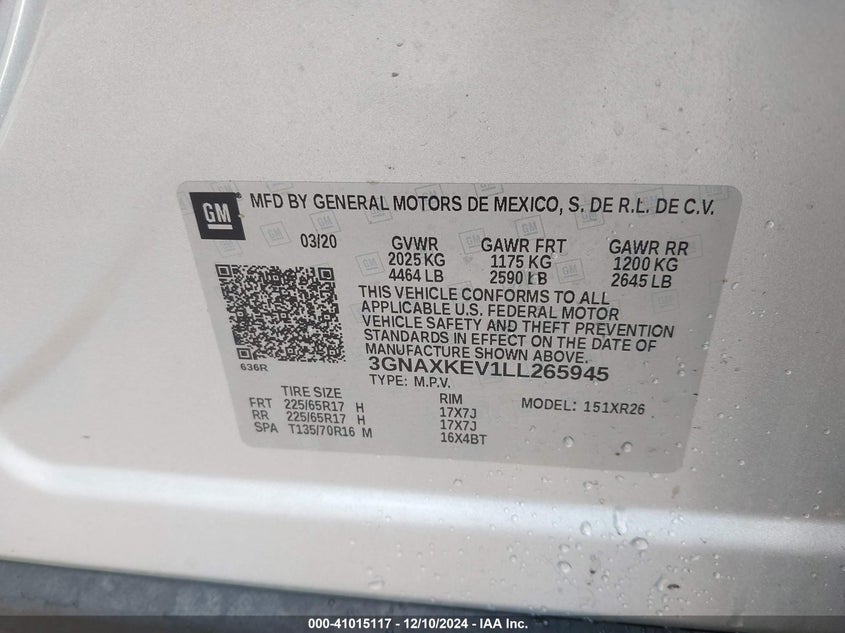 GM
MFD BY GENERAL MOTORS DE MEXICO, S. DE R.L. DE C.V.
03/20 GVWR GAWR FRT GAWR RR
2025 KG 1175 KG 1200 KG
4464 LB 2590 LB 2645 LB
THIS VEHICLE CONFORMS TO ALL
APPLICABLE U.S. FEDERAL MOTOR
VEHICLE SAFETY AND THEFT PREVENTION
STANDARDS IN EFFECT ON THE DATE OF
MANUFACTURE SHOWN ABOVE.
636R
3GNAXKEV1LL265945
TYPE: M.P.V.
TIRE SIZE RIM MODEL: 151XR26
FRT 225/65R17 H 17X7J
RR 225/65R17 H 17X7J
SPA T135/70R16 M 16X4BT
000-41015117 - 12/10/2024 - IAAI.com